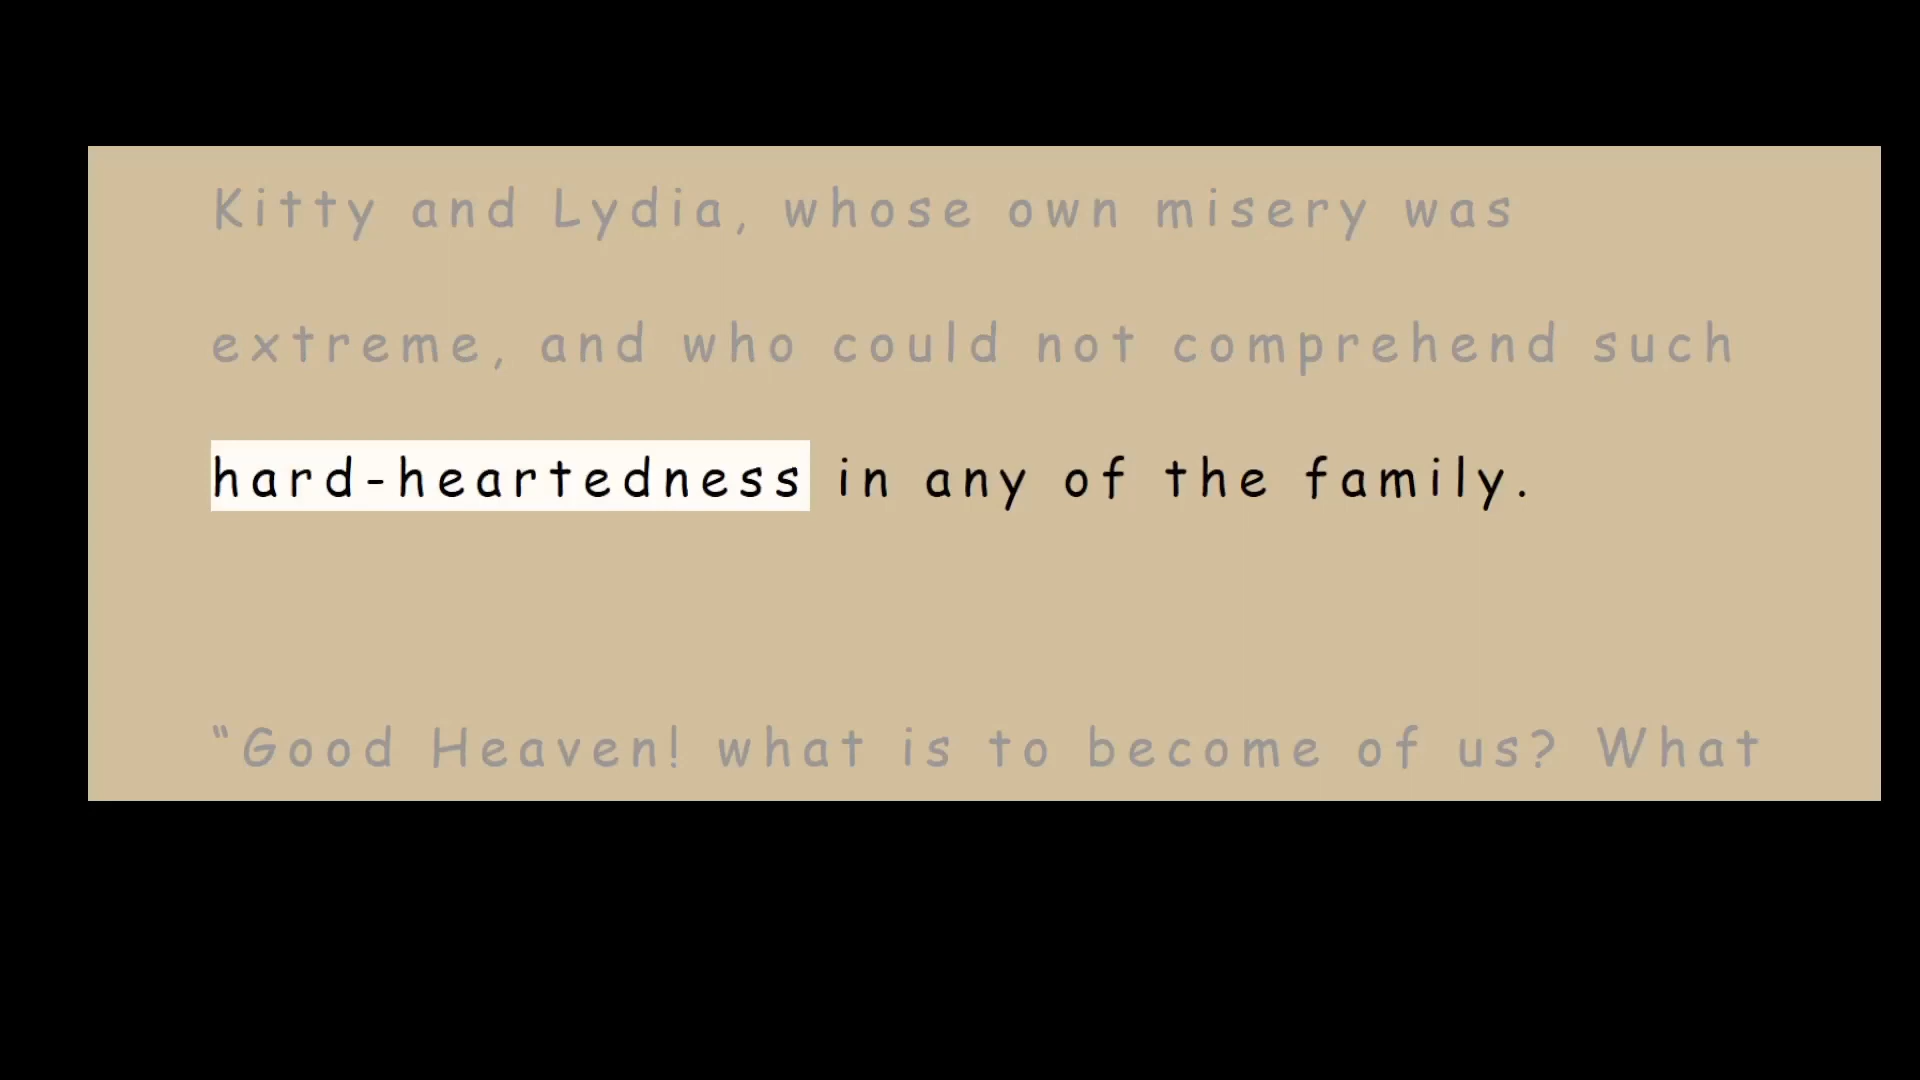 Kitty and Lydia, whose own misery was
extreme, and who could not comprehend such
hard-heartedness in any of the family.
“Good Heaven! what is to become of us? What